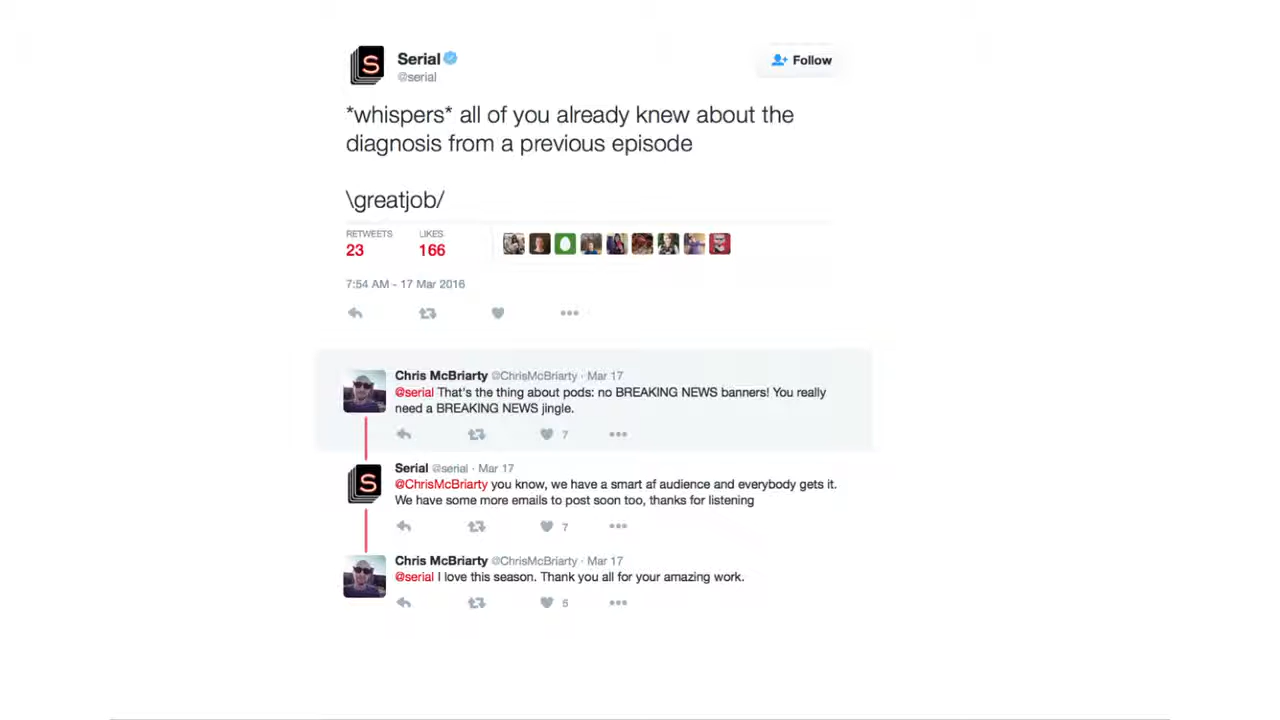 Serial
Follow
@serial
*whispers* all of you already knew about the
diagnosis from a previous episode
\greatjob/
RETWEETS LIKES
23 166
7:54 AM - 17 Mar 2016
Chris McBriarty @ChrisMcBriarty · Mar 17
@serial That's the thing about pods: no BREAKING NEWS banners! You really
need a BREAKING NEWS jingle.
7
Serial @serial · Mar 17
@ChrisMcBriarty you know, we have a smart af audience and everybody gets it.
We have some more emails to post soon too, thanks for listening
7
Chris McBriarty @ChrisMcBriarty · Mar 17
@serial I love this season. Thank you all for your amazing work.
5